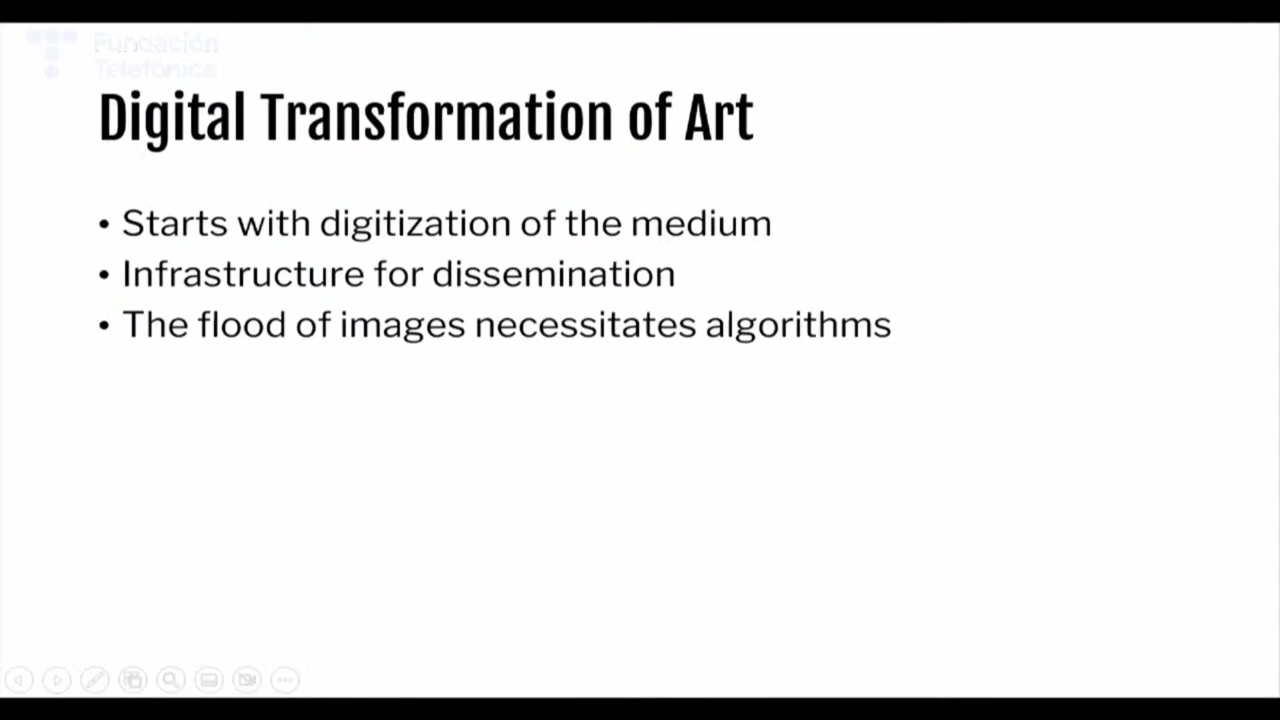 Fundación
Telefónica
Digital Transformation of Art
• Starts with digitization of the medium
• Infrastructure for dissemination
• The flood of images necessitates algorithms